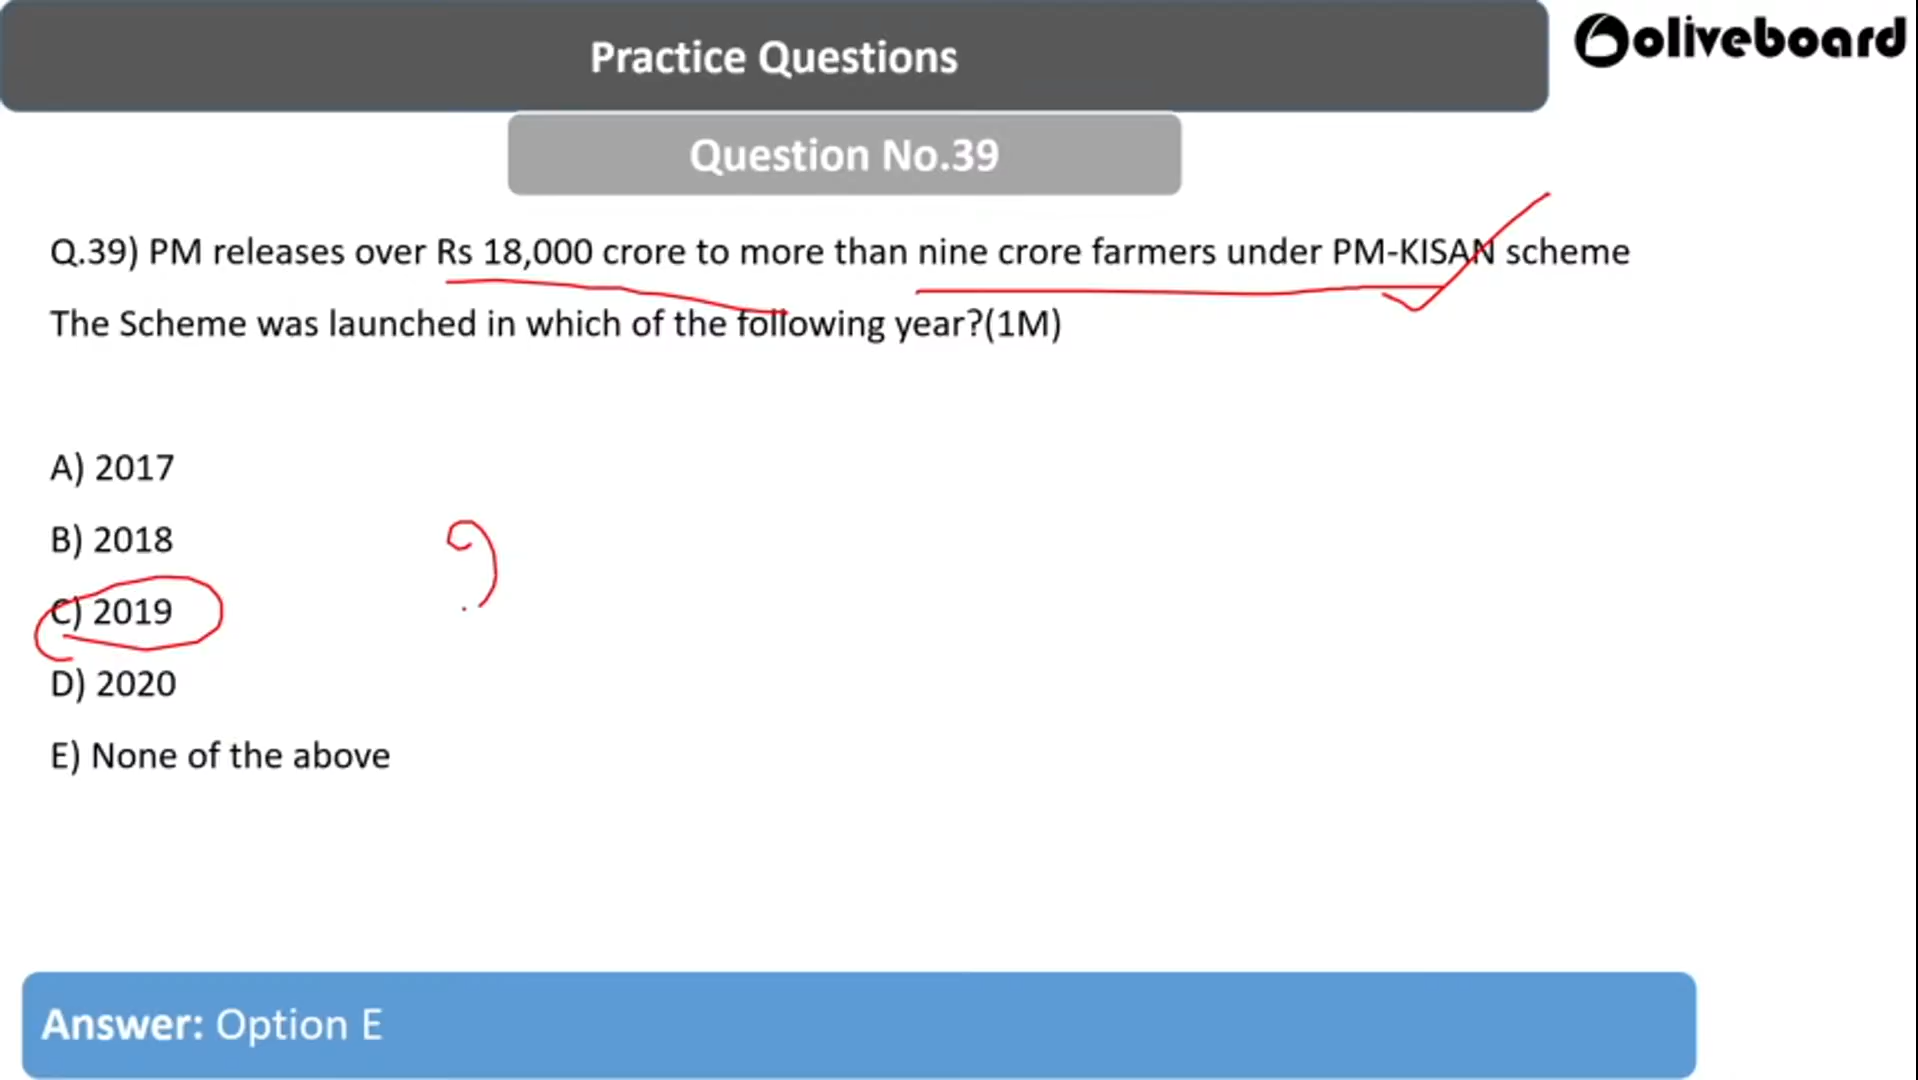 Practice Questions
oliveboard
Question No.39
Q.39) PM releases over Rs 18,000 crore to more than nine crore farmers under PM-KISAN scheme
The Scheme was launched in which of the following year?(1M)
A) 2017
B) 2018
C) 2019
D) 2020
E) None of the above
Answer: Option E